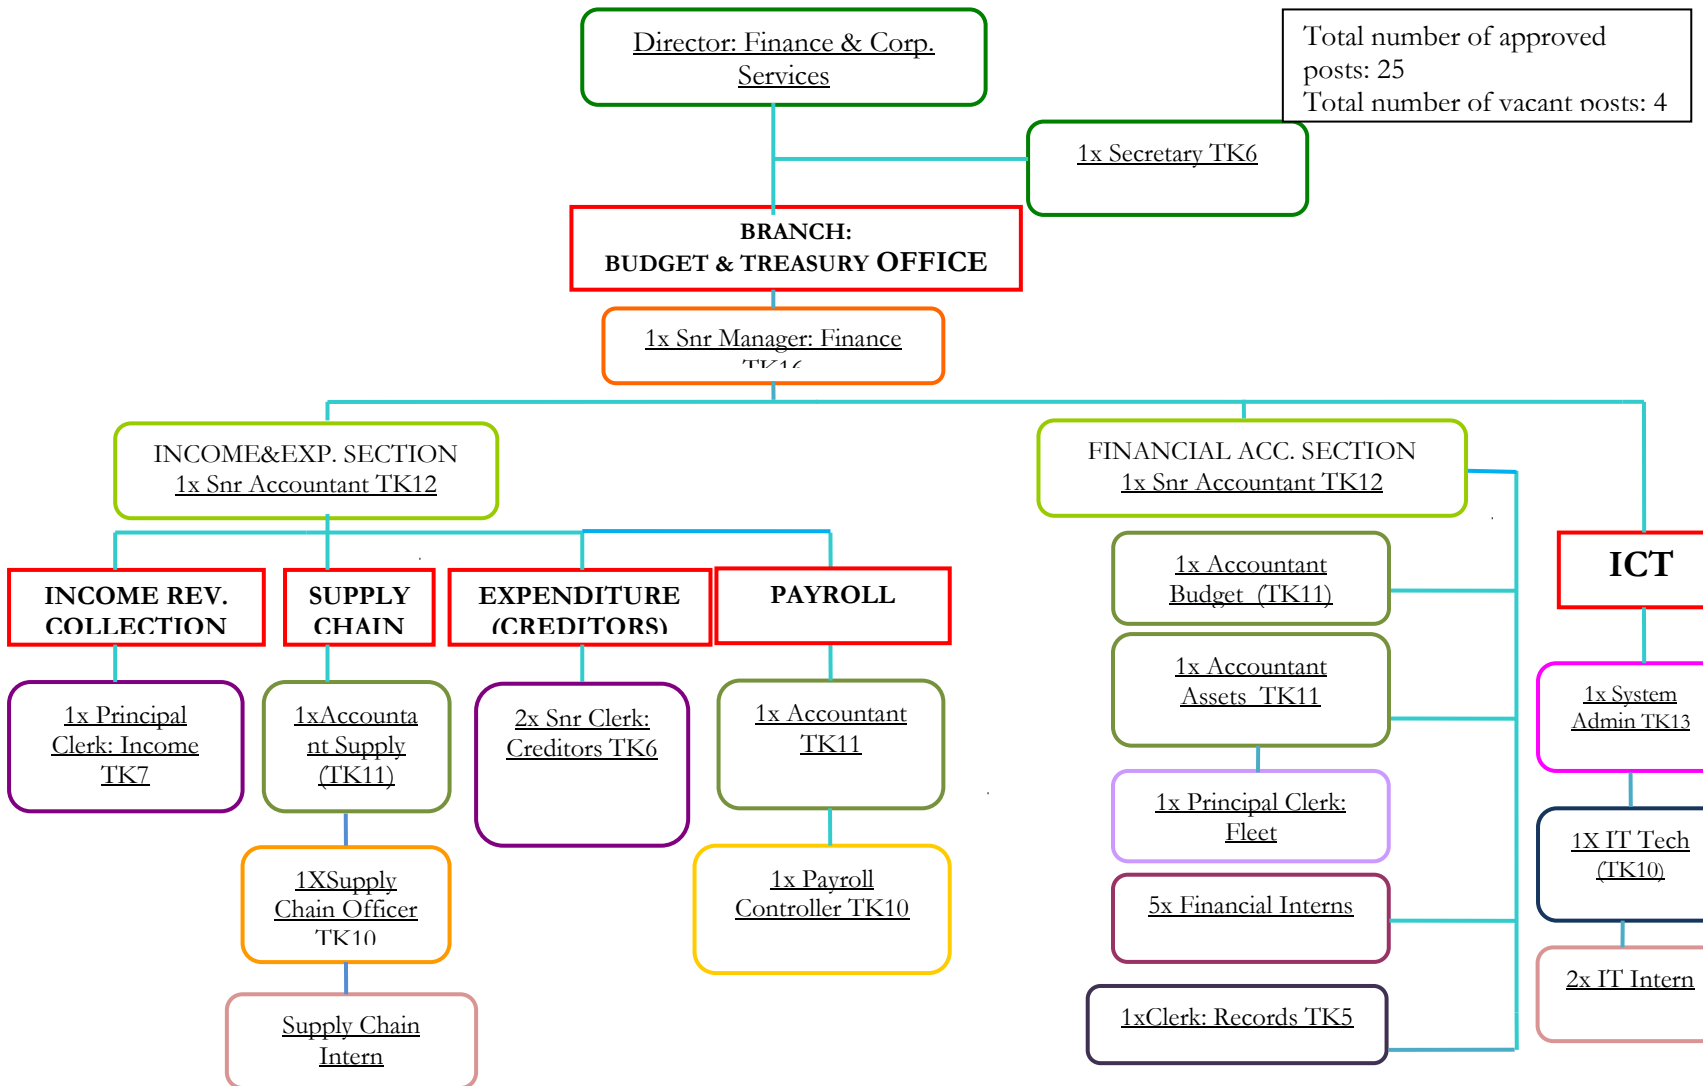 Director: Finance & Corp.
Services
Total number of approved
posts: 25
Total number of vacant posts: 4
1x Secretary TK6
BRANCH:
BUDGET & TREASURY OFFICE
1x Snr Manager: Finance
TK16
INCOME&EXP. SECTION
1x Snr Accountant TK12
FINANCIAL ACC. SECTION
1x Snr Accountant TK12
INCOME REV.
COLLECTION
SUPPLY
CHAIN
EXPENDITURE
(CREDITORS)
PAYROLL
ICT
1x Principal
Clerk: Income
TK7
1xAccounta
nt Supply
(TK11)
2x Snr Clerk:
Creditors TK6
1x Accountant
TK11
1x Accountant
Budget (TK11)
1x Accountant
Assets TK11
1x System
Admin TK13
1x Principal Clerk:
Fleet
1X IT Tech
(TK10)
1XSupply
Chain Officer
TK10
1x Payroll
Controller TK10
5x Financial Interns
2x IT Intern
Supply Chain
Intern
1xClerk: Records TK5